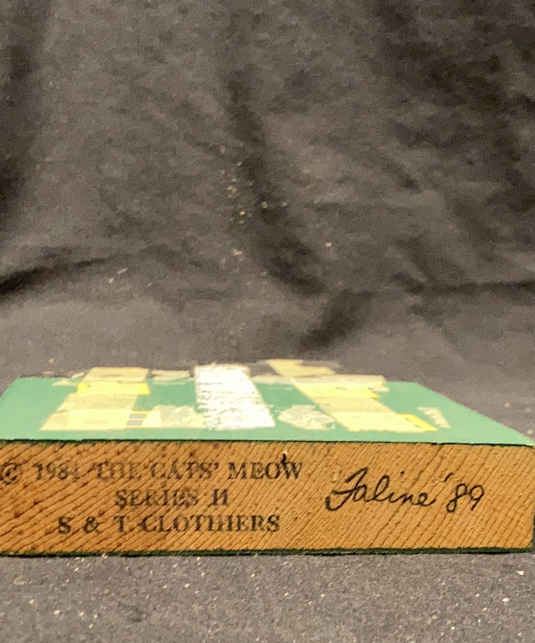 © 1984 THE CATS' MEOW
SERIES II
S & T CLOTHIERS
Faline '89